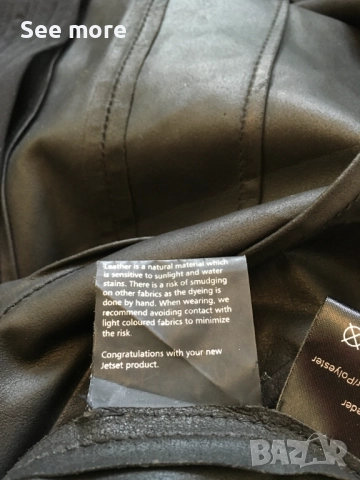 See more
Leather is a natural material which
is sensitive to sunlight and water
stains. There is a risk of smudging
on other fabrics as the dyeing is
done by hand. When wearing, we
recommend avoiding contact with
light coloured fabrics to minimize
the risk.
Congratulations with your new
Jetset product.
/Polyester
eder
BAZAR